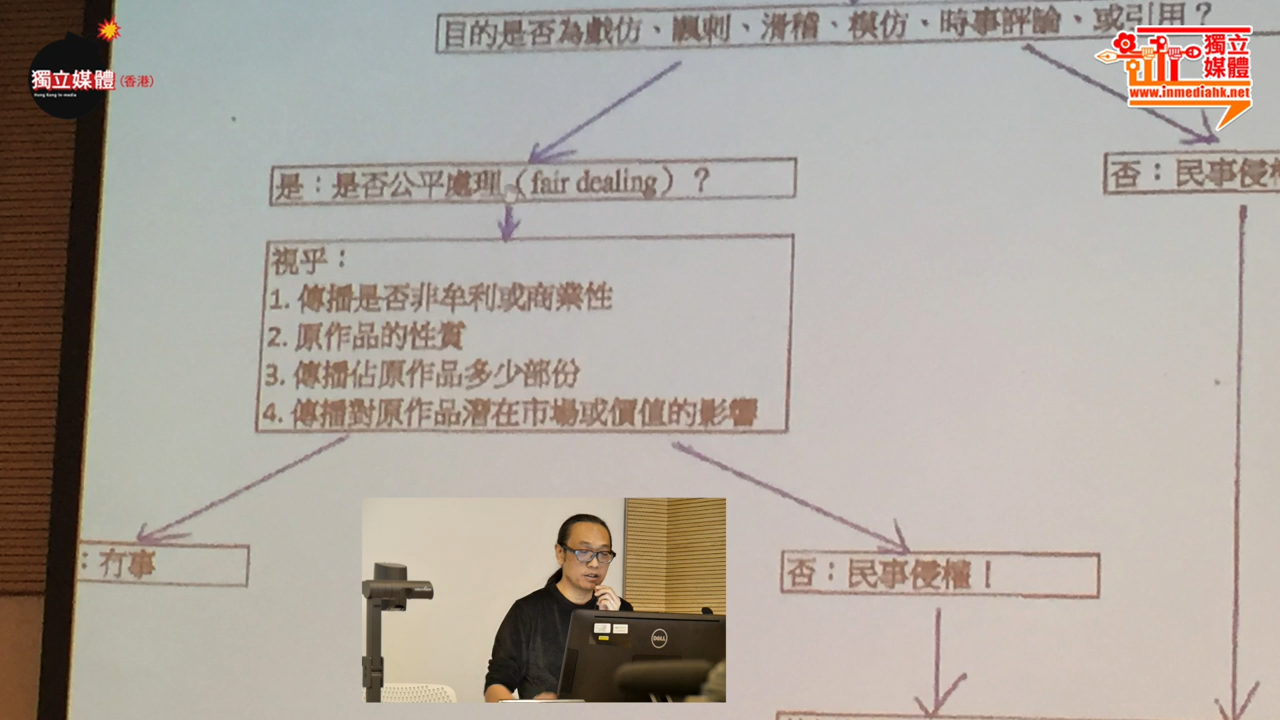 目的是否為戲仿、諷刺、滑稽、模仿、時事評論、或引用？
獨立媒體(香港)
Hong Kong In-media
獨立
媒體
www.inmediahk.net
是：是否公平處理（fair dealing）？
否：民事侵
視乎：
1. 傳播是否非牟利或商業性
2. 原作品的性質
3. 傳播佔原作品多少部份
4. 傳播對原作品潛在市場或價值的影響
：冇事
否：民事侵權！
DELL